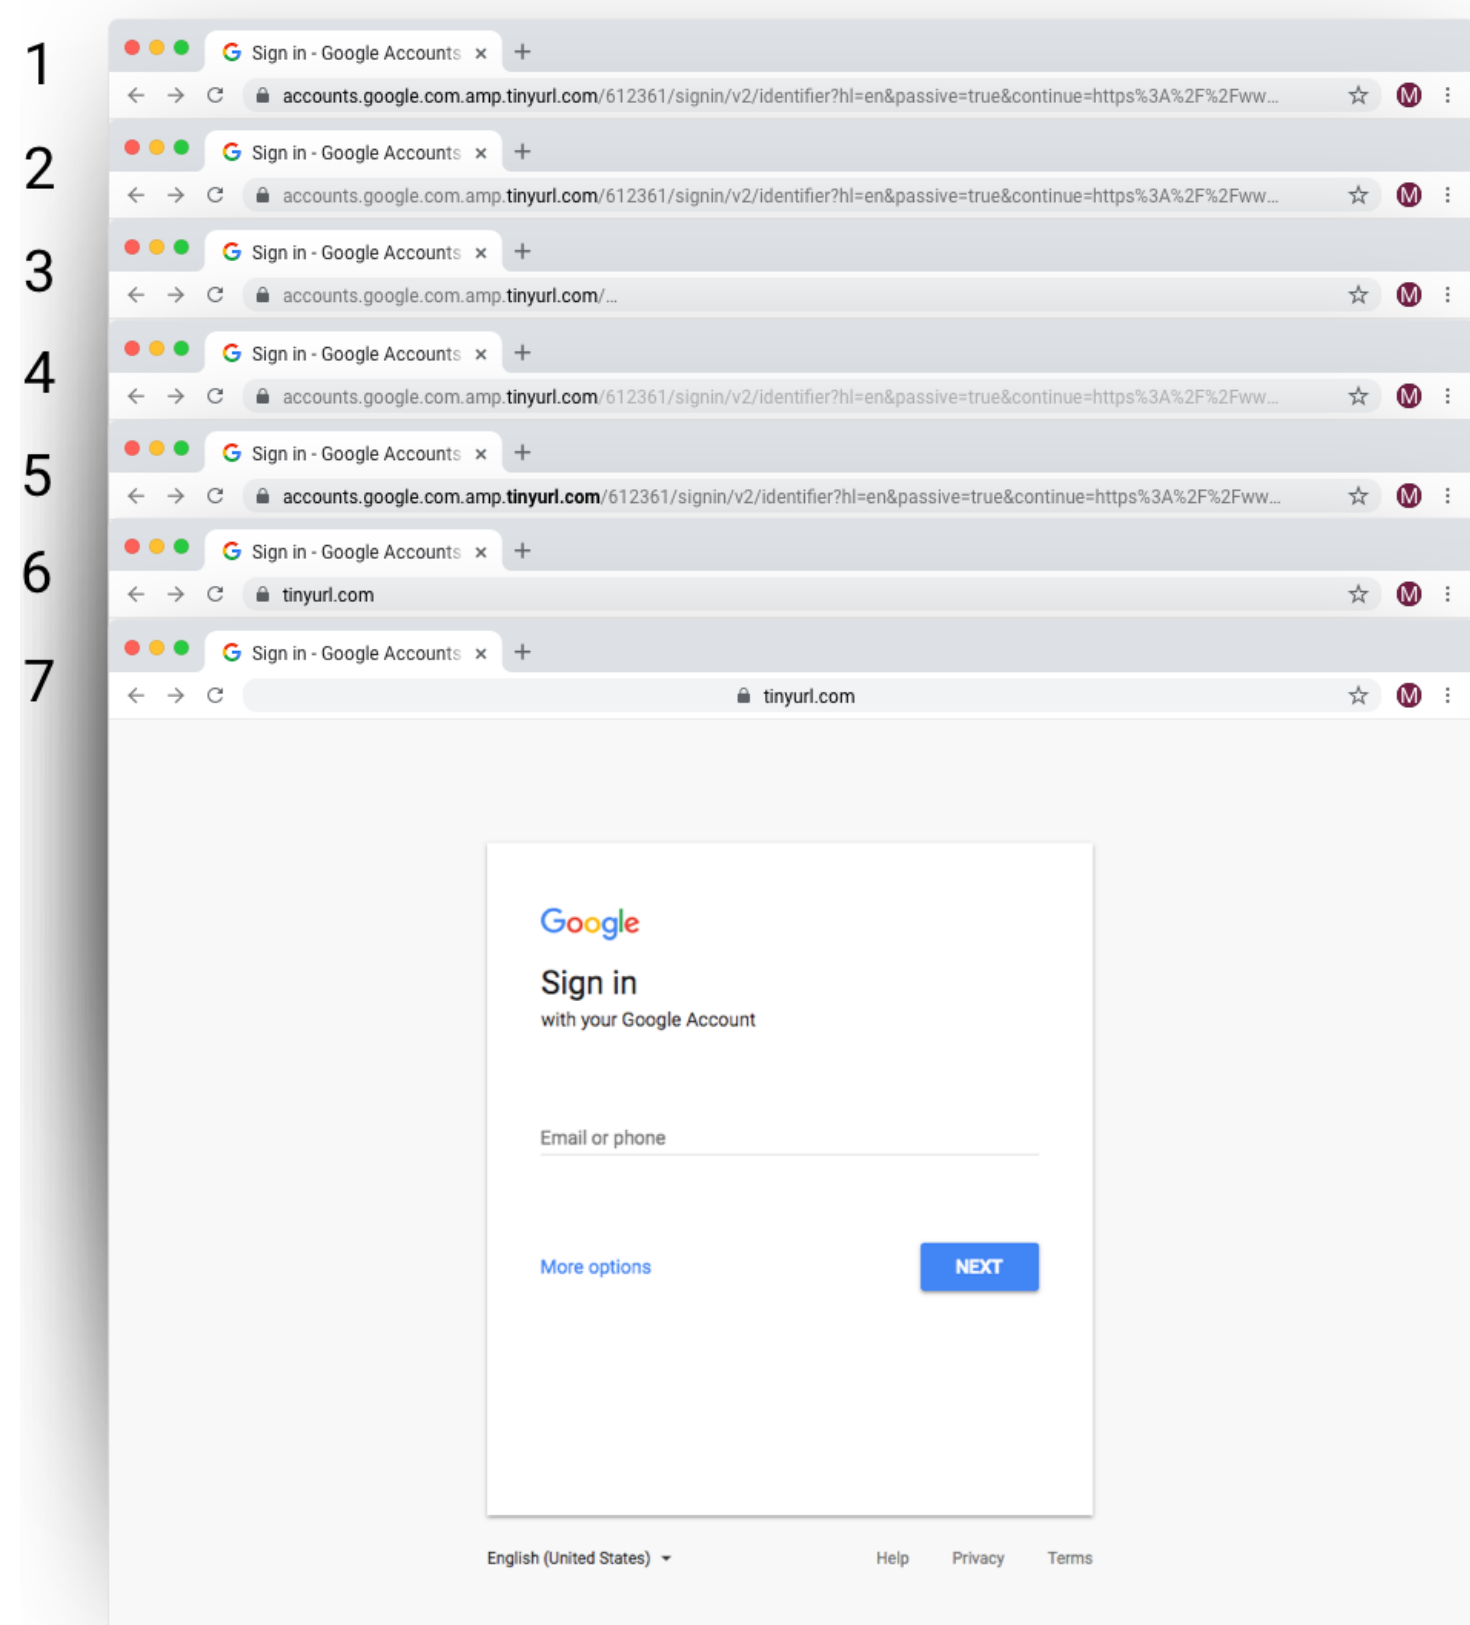 1
Sign in - Google Accounts
accounts.google.com.amp.tinyurl.com/612361/signin/v2/identifier?hl=en&passive=true&continue=https%3A%2F%2Fww...
M
2
Sign in - Google Accounts
accounts.google.com.amp.tinyurl.com/612361/signin/v2/identifier?hl=en&passive=true&continue=https%3A%2F%2Fww...
M
3
Sign in - Google Accounts
accounts.google.com.amp.tinyurl.com/...
M
4
Sign in - Google Accounts
accounts.google.com.amp.tinyurl.com/612361/signin/v2/identifier?hl=en&passive=true&continue=https%3A%2F%2Fww...
M
5
Sign in - Google Accounts
accounts.google.com.amp.tinyurl.com/612361/signin/v2/identifier?hl=en&passive=true&continue=https%3A%2F%2Fww...
M
6
Sign in - Google Accounts
tinyurl.com
M
7
Sign in - Google Accounts
tinyurl.com
M
Google
Sign in
with your Google Account
Email or phone
More options NEXT
English (United States) Help Privacy Terms